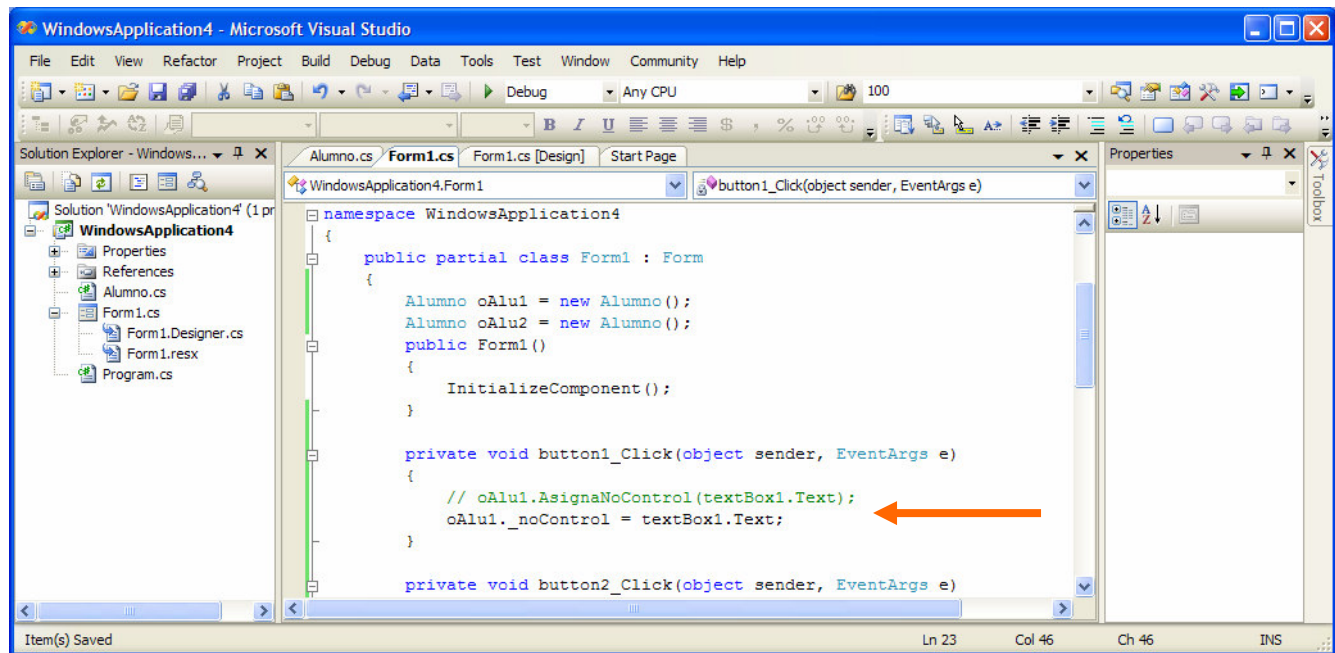 WindowsApplication4 - Microsoft Visual Studio
File Edit View Refactor Project Build Debug Data Tools Test Window Community Help
Debug Any CPU 100
B I U $ , %
Solution Explorer - Windows...
Alumno.cs Form1.cs Form1.cs [Design] Start Page
Properties
Toolbox
WindowsApplication4.Form1 button1_Click(object sender, EventArgs e)
Solution 'WindowsApplication4' (1 pr
WindowsApplication4
Properties
References
Alumno.cs
Form1.cs
Form1.Designer.cs
Form1.resx
Program.cs
namespace WindowsApplication4
{
public partial class Form1 : Form
{
Alumno oAlu1 = new Alumno();
Alumno oAlu2 = new Alumno();
public Form1()
{
InitializeComponent();
}
private void button1_Click(object sender, EventArgs e)
{
// oAlu1.AsignaNoControl(textBox1.Text);
oAlu1._noControl = textBox1.Text;
}
private void button2_Click(object sender, EventArgs e)
Item(s) Saved Ln 23 Col 46 Ch 46 INS